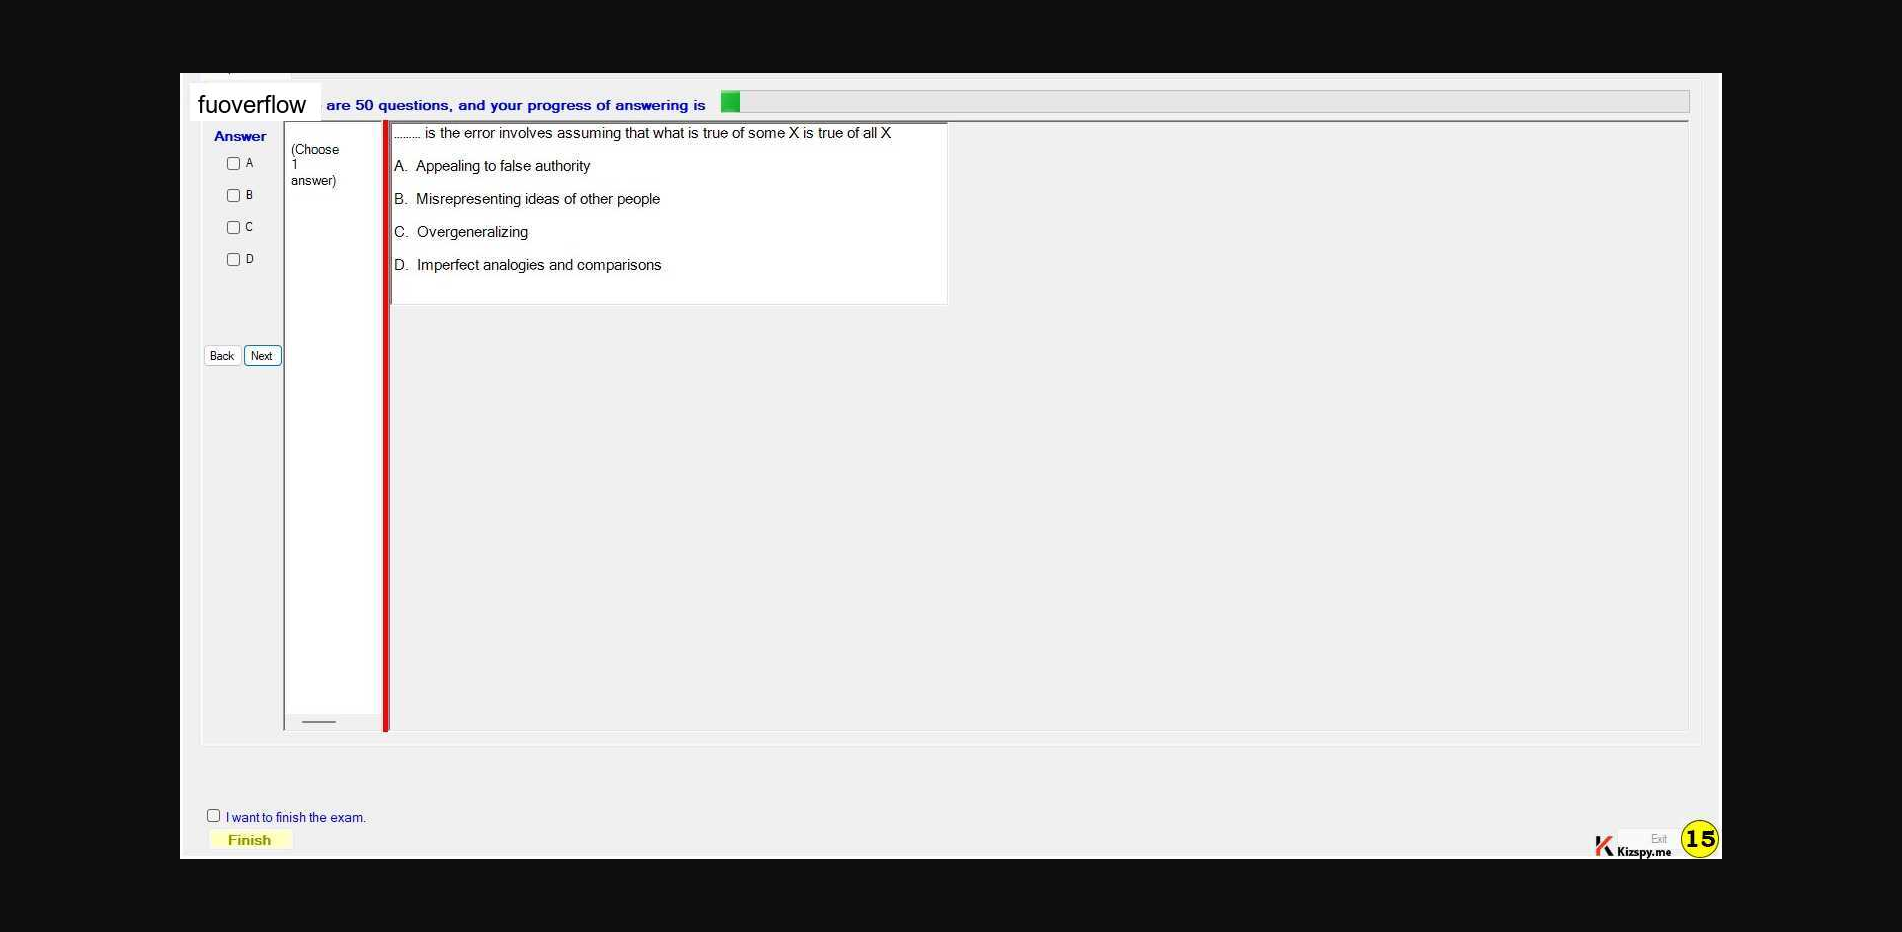 fuoverflow are 50 questions, and your progress of answering is
Answer
A
B
C
D
(Choose
1
answer)
......... is the error involves assuming that what is true of some X is true of all X
A. Appealing to false authority
B. Misrepresenting ideas of other people
C. Overgeneralizing
D. Imperfect analogies and comparisons
Back Next
I want to finish the exam.
Finish
Exit
Kizspy.me
15